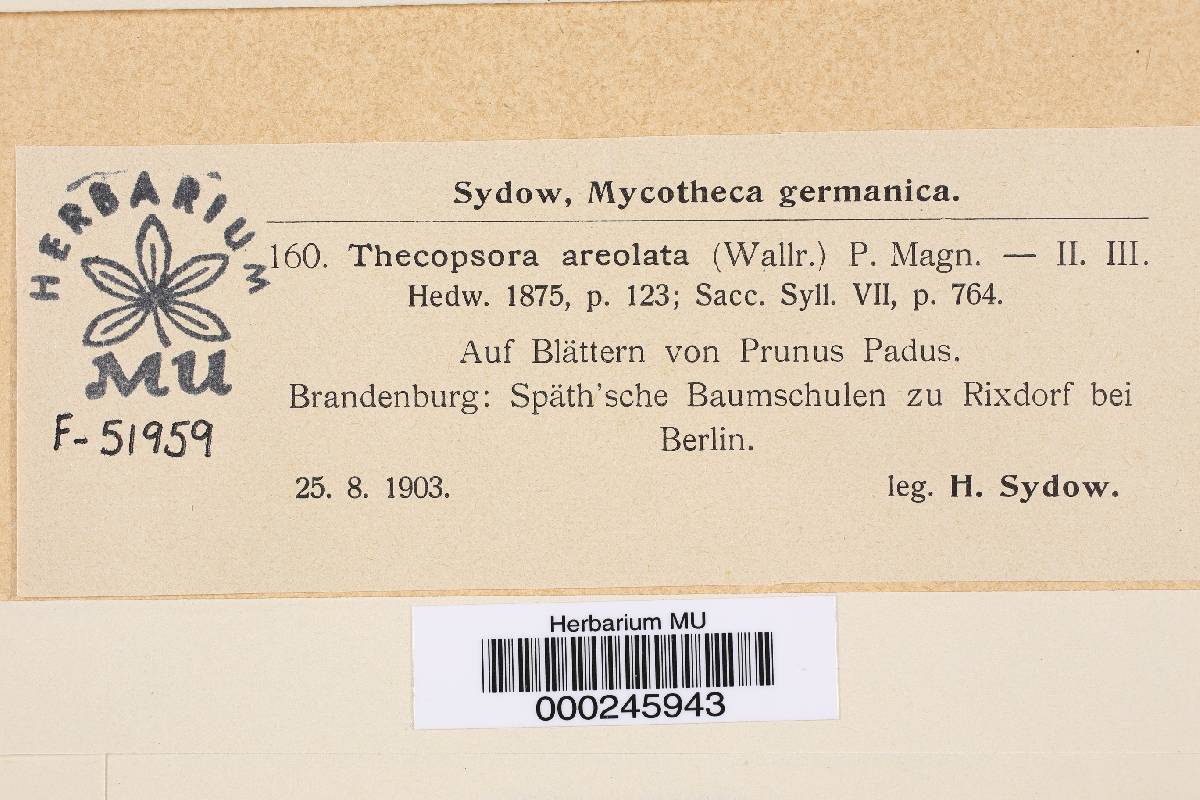 Sydow, Mycotheca germanica.
HERBARIUM
MU
F-51959
160. Thecopsora areolata (Wallr.) P. Magn. — II. III.
Hedw. 1875, p. 123; Sacc. Syll. VII, p. 764.
Auf Blättern von Prunus Padus.
Brandenburg: Späth'sche Baumschulen zu Rixdorf bei
Berlin.
25. 8. 1903. leg. H. Sydow.
Herbarium MU
000245943